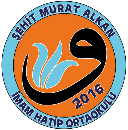 ŞEHİT MURAT ALKAN
و
2016
İMAM HATİP ORTAOKULU